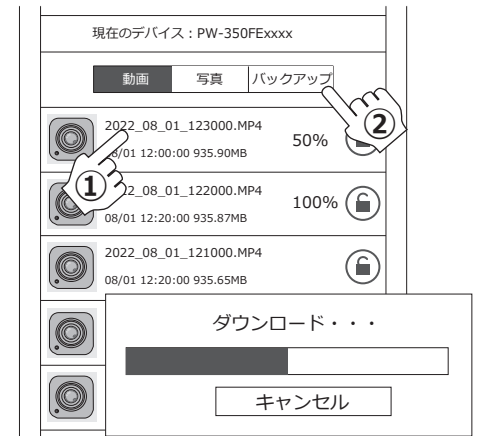 現在のデバイス：PW-350FExxxx
動画 写真 バックアップ
2022_08_01_123000.MP4
8/01 12:00:00 935.90MB
50%
②
①
22_08_01_122000.MP4
08/01 12:20:00 935.87MB
100%
2022_08_01_121000.MP4
08/01 12:20:00 935.65MB
ダウンロード・・・
キャンセル